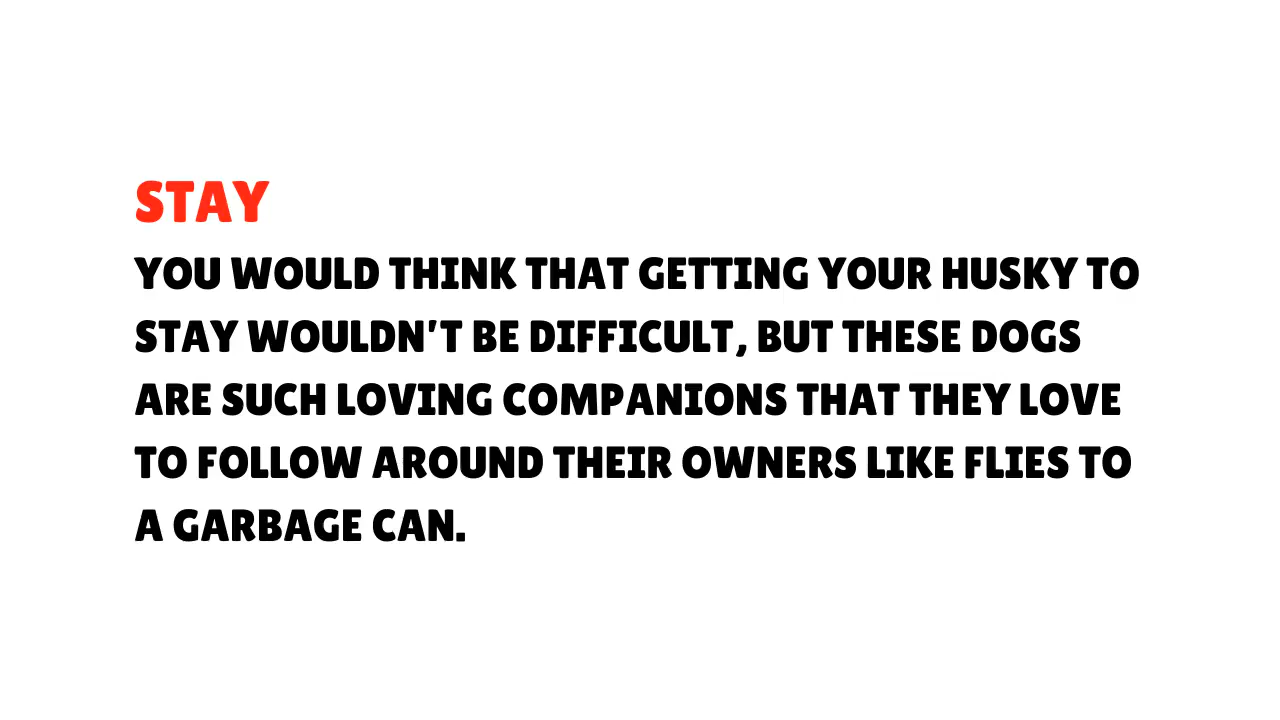 STAY
YOU WOULD THINK THAT GETTING YOUR HUSKY TO
STAY WOULDN'T BE DIFFICULT, BUT THESE DOGS
ARE SUCH LOVING COMPANIONS THAT THEY LOVE
TO FOLLOW AROUND THEIR OWNERS LIKE FLIES TO
A GARBAGE CAN.